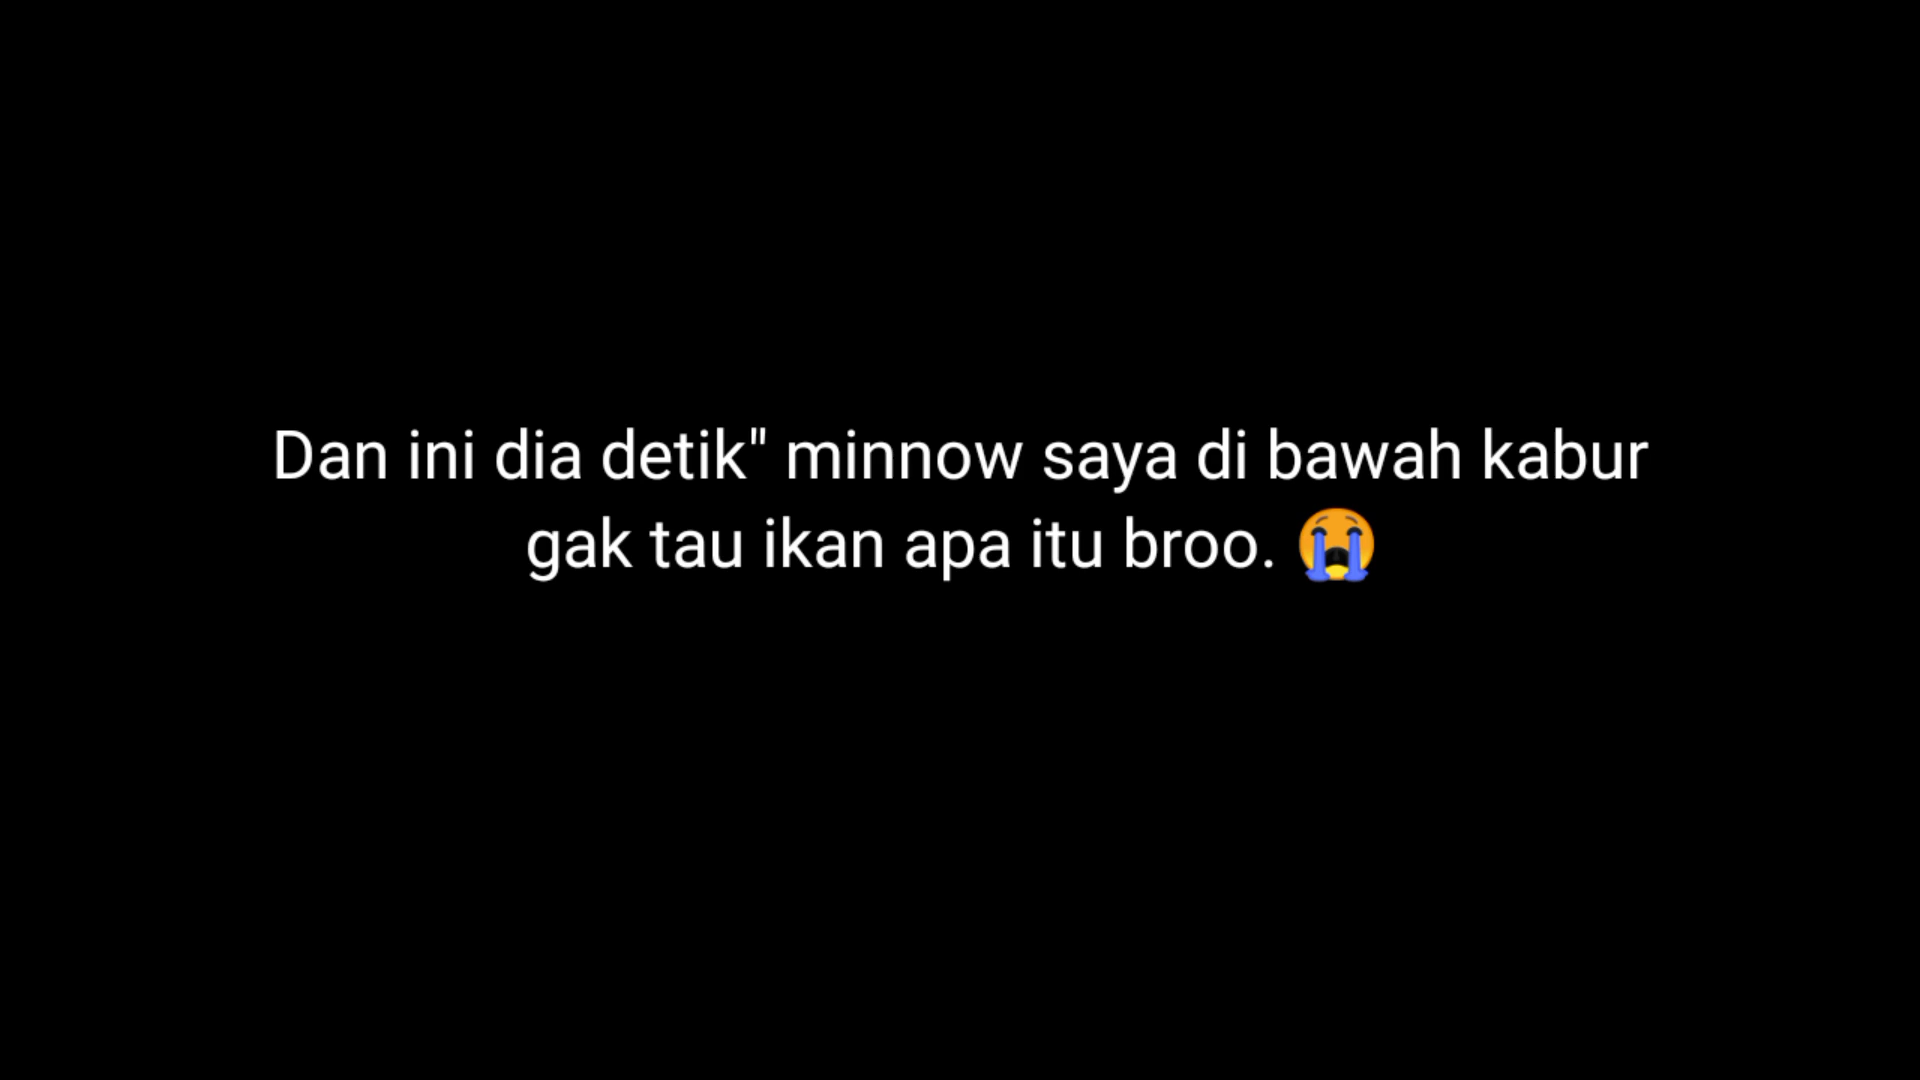 Dan ini dia detik" minnow saya di bawah kabur
gak tau ikan apa itu broo. 😭